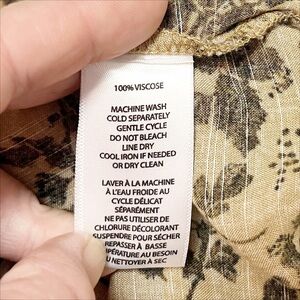 100% VISCOSE
MACHINE WASH
COLD SEPARATELY
GENTLE CYCLE
DO NOT BLEACH
LINE DRY
COOL IRON IF NEEDED
OR DRY CLEAN
LAVER À LA MACHINE
À L'EAU FROIDE AU
CYCLE DÉLICAT
SÉPARÉMENT
NE PAS UTILISER DE
CHLORURE DÉCOLORANT
SUSPENDRE POUR SÉCHER
REPASSER À BASSE
PÉRATURE AU BESOIN
U NETTOYER À SEC